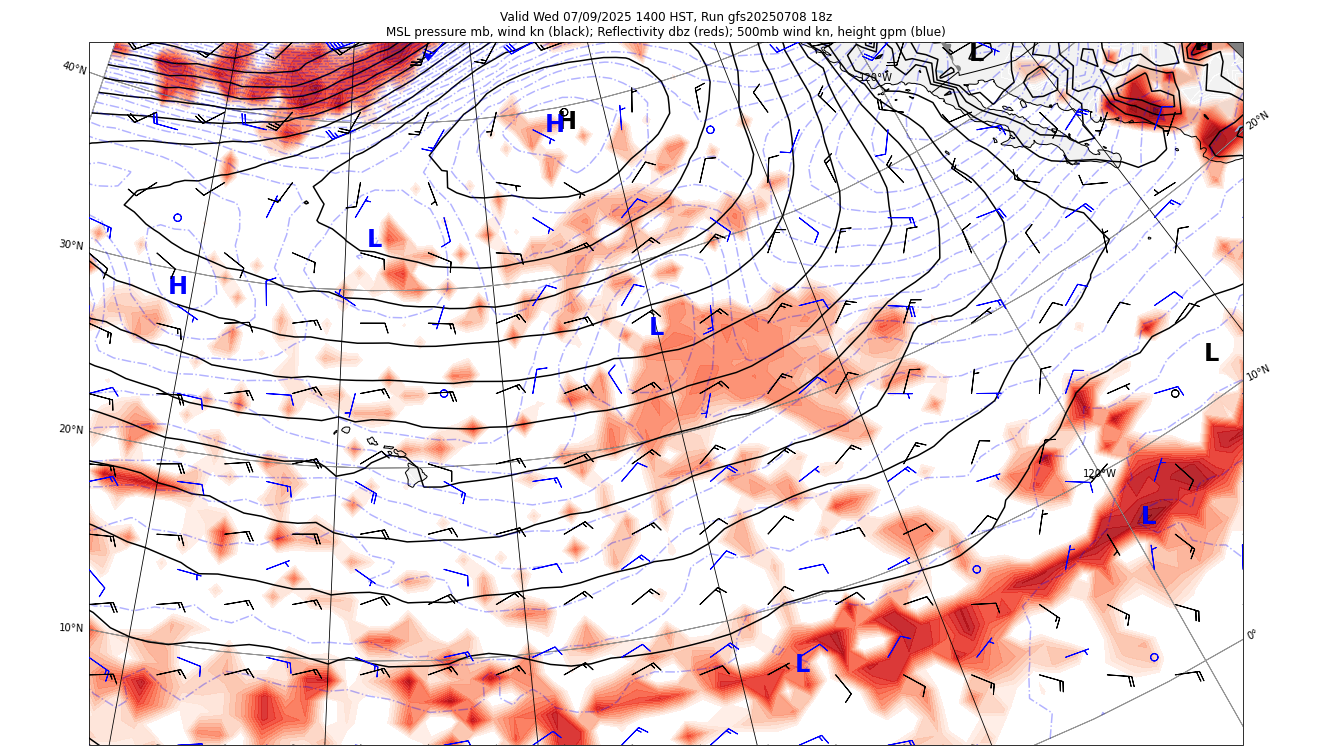 Valid Wed 07/09/2025 1400 HST, Run gfs20250708 18z
MSL pressure mb, wind kn (black); Reflectivity dbz (reds); 500mb wind kn, height gpm (blue)
H
L
40°N
120°W
20°N
H H
30°N
L
H
L
L
10°N
20°N
120°W
L
10°N
0°
L